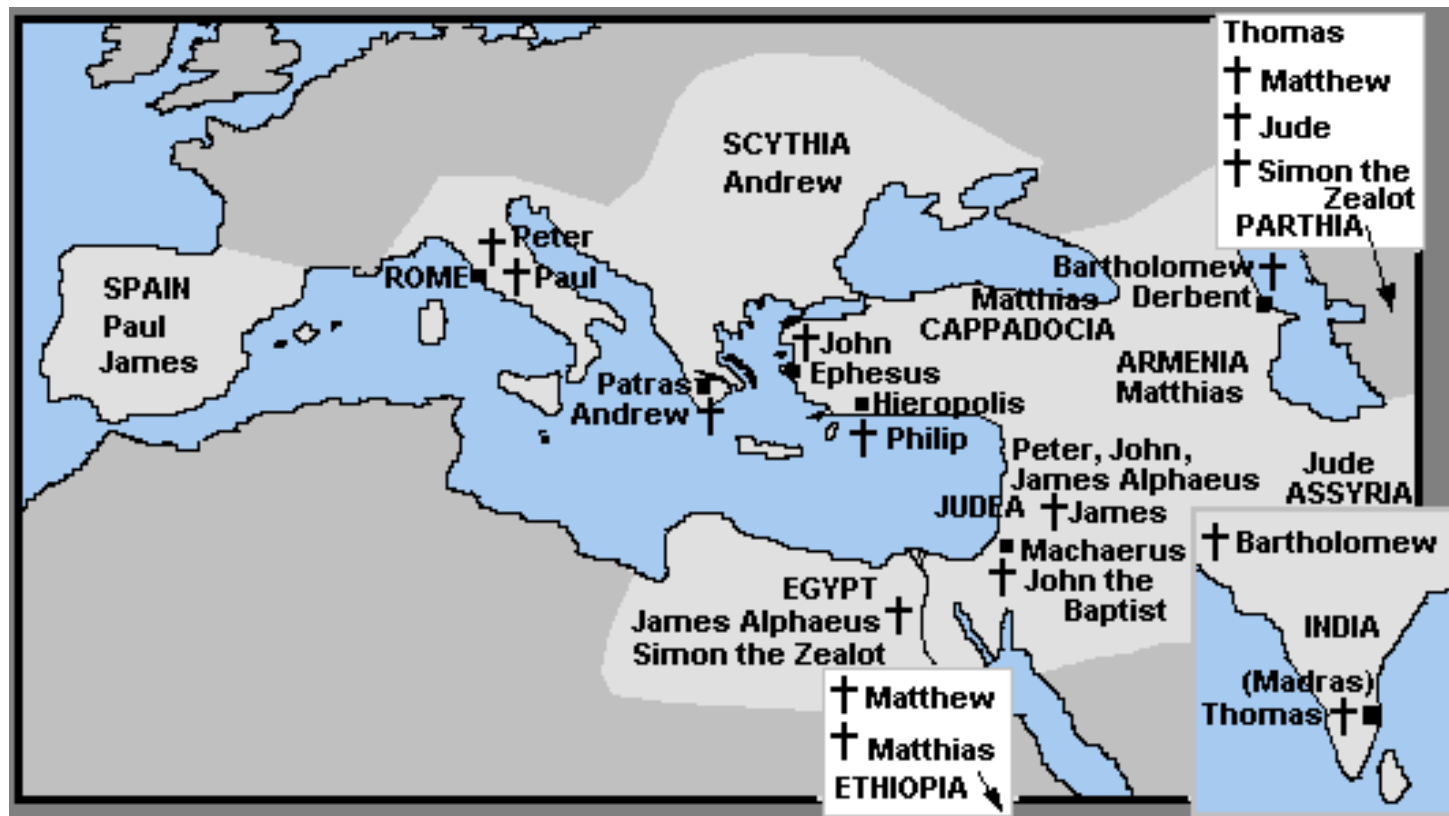 Thomas
† Matthew
† Jude
† Simon the
Zealot
PARTHIA
SCYTHIA
Andrew
† Peter
ROME
† Paul
SPAIN
Paul
James
Bartholomew †
Derbent
Matthias
CAPPADOCIA
† John
Ephesus
ARMENIA
Matthias
Patras
Andrew †
Hieropolis
† Philip
Peter, John,
James Alphaeus
JUDEA
† James
Jude
ASSYRIA
Machaerus
† John the
Baptist
EGYPT
James Alphaeus †
Simon the Zealot
† Matthew
† Matthias
ETHIOPIA
† Bartholomew
INDIA
(Madras)
Thomas †